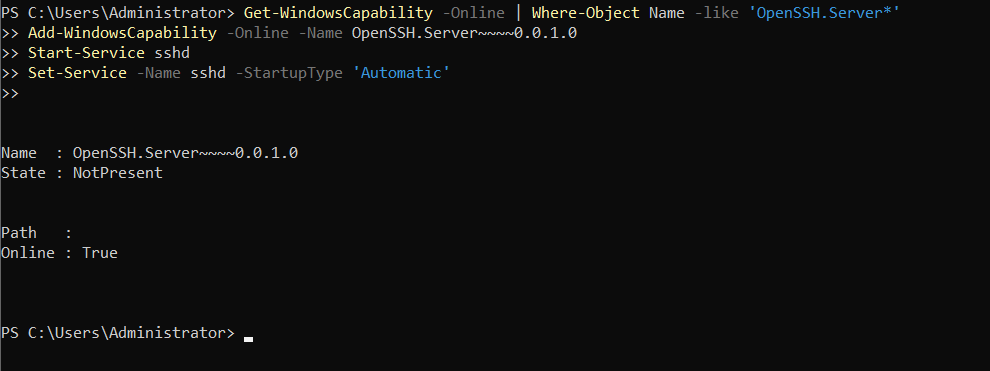 PS C:\Users\Administrator> Get-WindowsCapability -Online | Where-Object Name -like 'OpenSSH.Server*'
>> Add-WindowsCapability -Online -Name OpenSSH.Server~~~~0.0.1.0
>> Start-Service sshd
>> Set-Service -Name sshd -StartupType 'Automatic'
>>
Name  : OpenSSH.Server~~~~0.0.1.0
State : NotPresent
Path   :
Online : True
PS C:\Users\Administrator>